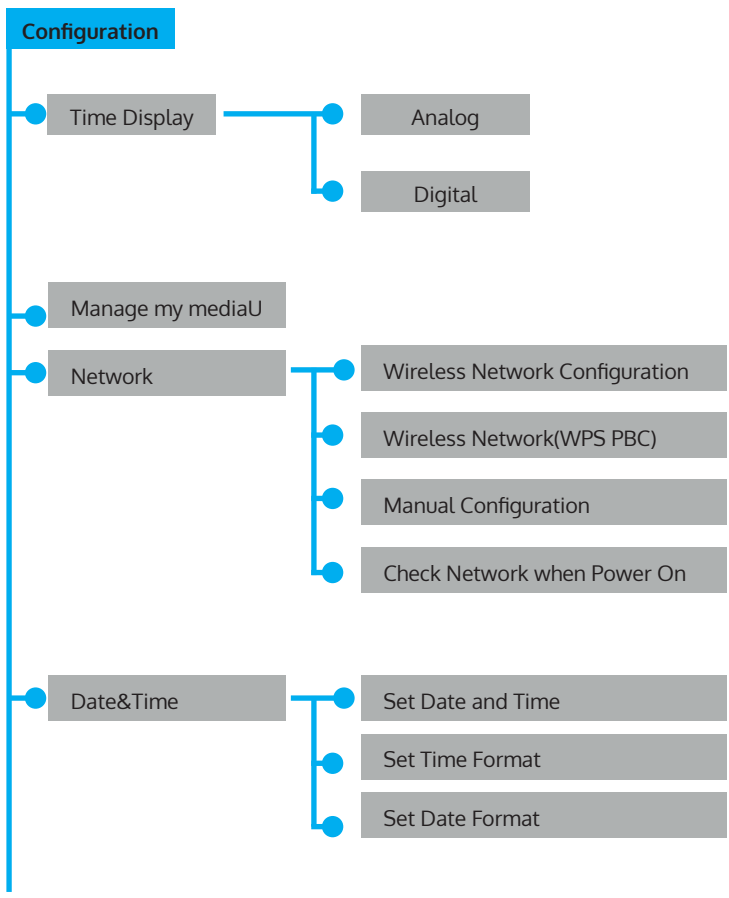 Configuration
Time Display
Analog
Digital
Manage my mediaU
Network
Wireless Network Configuration
Wireless Network(WPS PBC)
Manual Configuration
Check Network when Power On
Date&Time
Set Date and Time
Set Time Format
Set Date Format